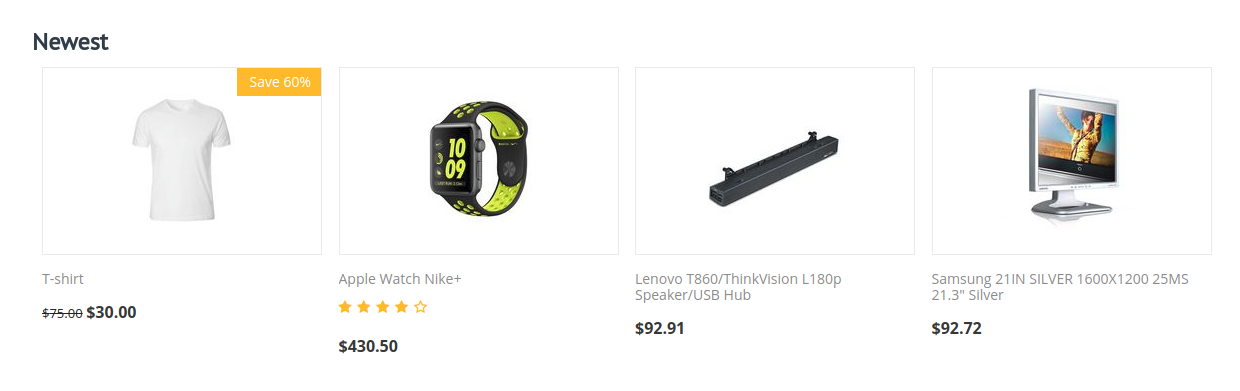 Newest
Save 60%
10
09
T-shirt
$75.00 $30.00
Apple Watch Nike+
$430.50
Lenovo T860/ThinkVision L180p
Speaker/USB Hub
$92.91
Samsung 21IN SILVER 1600X1200 25MS
21.3" Silver
$92.72